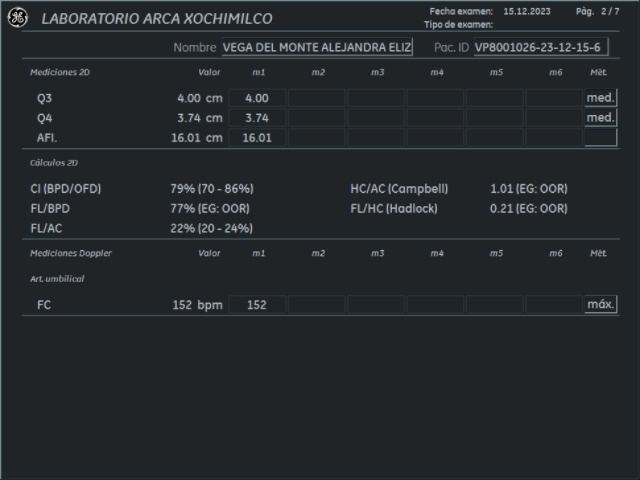 LABORATORIO ARCA XOCHIMILCO
Fecha examen: 15.12.2023 Pàg. 2 / 7
Tipo de examen:
Nombre VEGA DEL MONTE ALEJANDRA ELIZ Pac. ID VP8001026-23-12-15-6
Mediciones 2D Valor m1 m2 m3 m4 m5 m6 Mèt.
Q3 4.00 cm 4.00 med.
Q4 3.74 cm 3.74 med.
AFI. 16.01 cm 16.01
Cálculos 2D
CI (BPD/OFD) 79% (70 - 86%) HC/AC (Campbell) 1.01 (EG: OOR)
FL/BPD 77% (EG: OOR) FL/HC (Hadlock) 0.21 (EG: OOR)
FL/AC 22% (20 - 24%)
Mediciones Doppler Valor m1 m2 m3 m4 m5 m6 Mèt.
Art. umbilical
FC 152 bpm 152 máx.